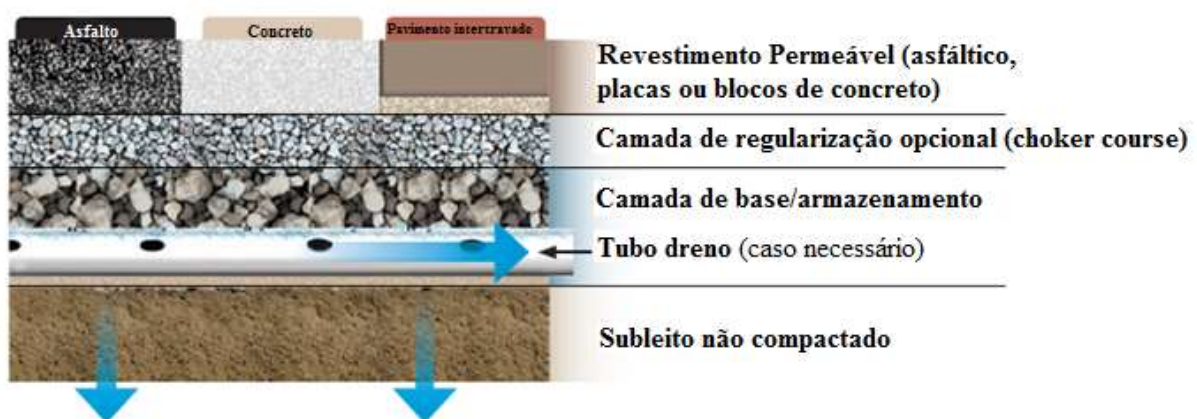 Asfalto
Concreto
Pavimento intertravado
Revestimento Permeável (asfáltico,
placas ou blocos de concreto)
Camada de regularização opcional (choker course)
Camada de base/armazenamento
Tubo dreno (caso necessário)
Subleito não compactado